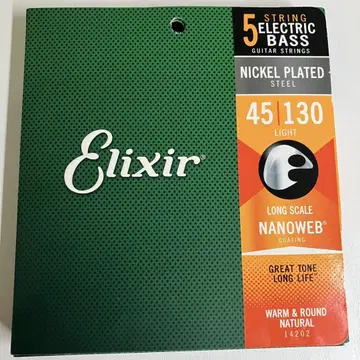 5 STRING
ELECTRIC
BASS
GUITAR STRINGS
NICKEL PLATED
STEEL
45|130
LIGHT
Elixir®
LONG SCALE
NANOWEB®
COATING
GREAT TONE
LONG LIFE™
WARM & ROUND
NATURAL
14202